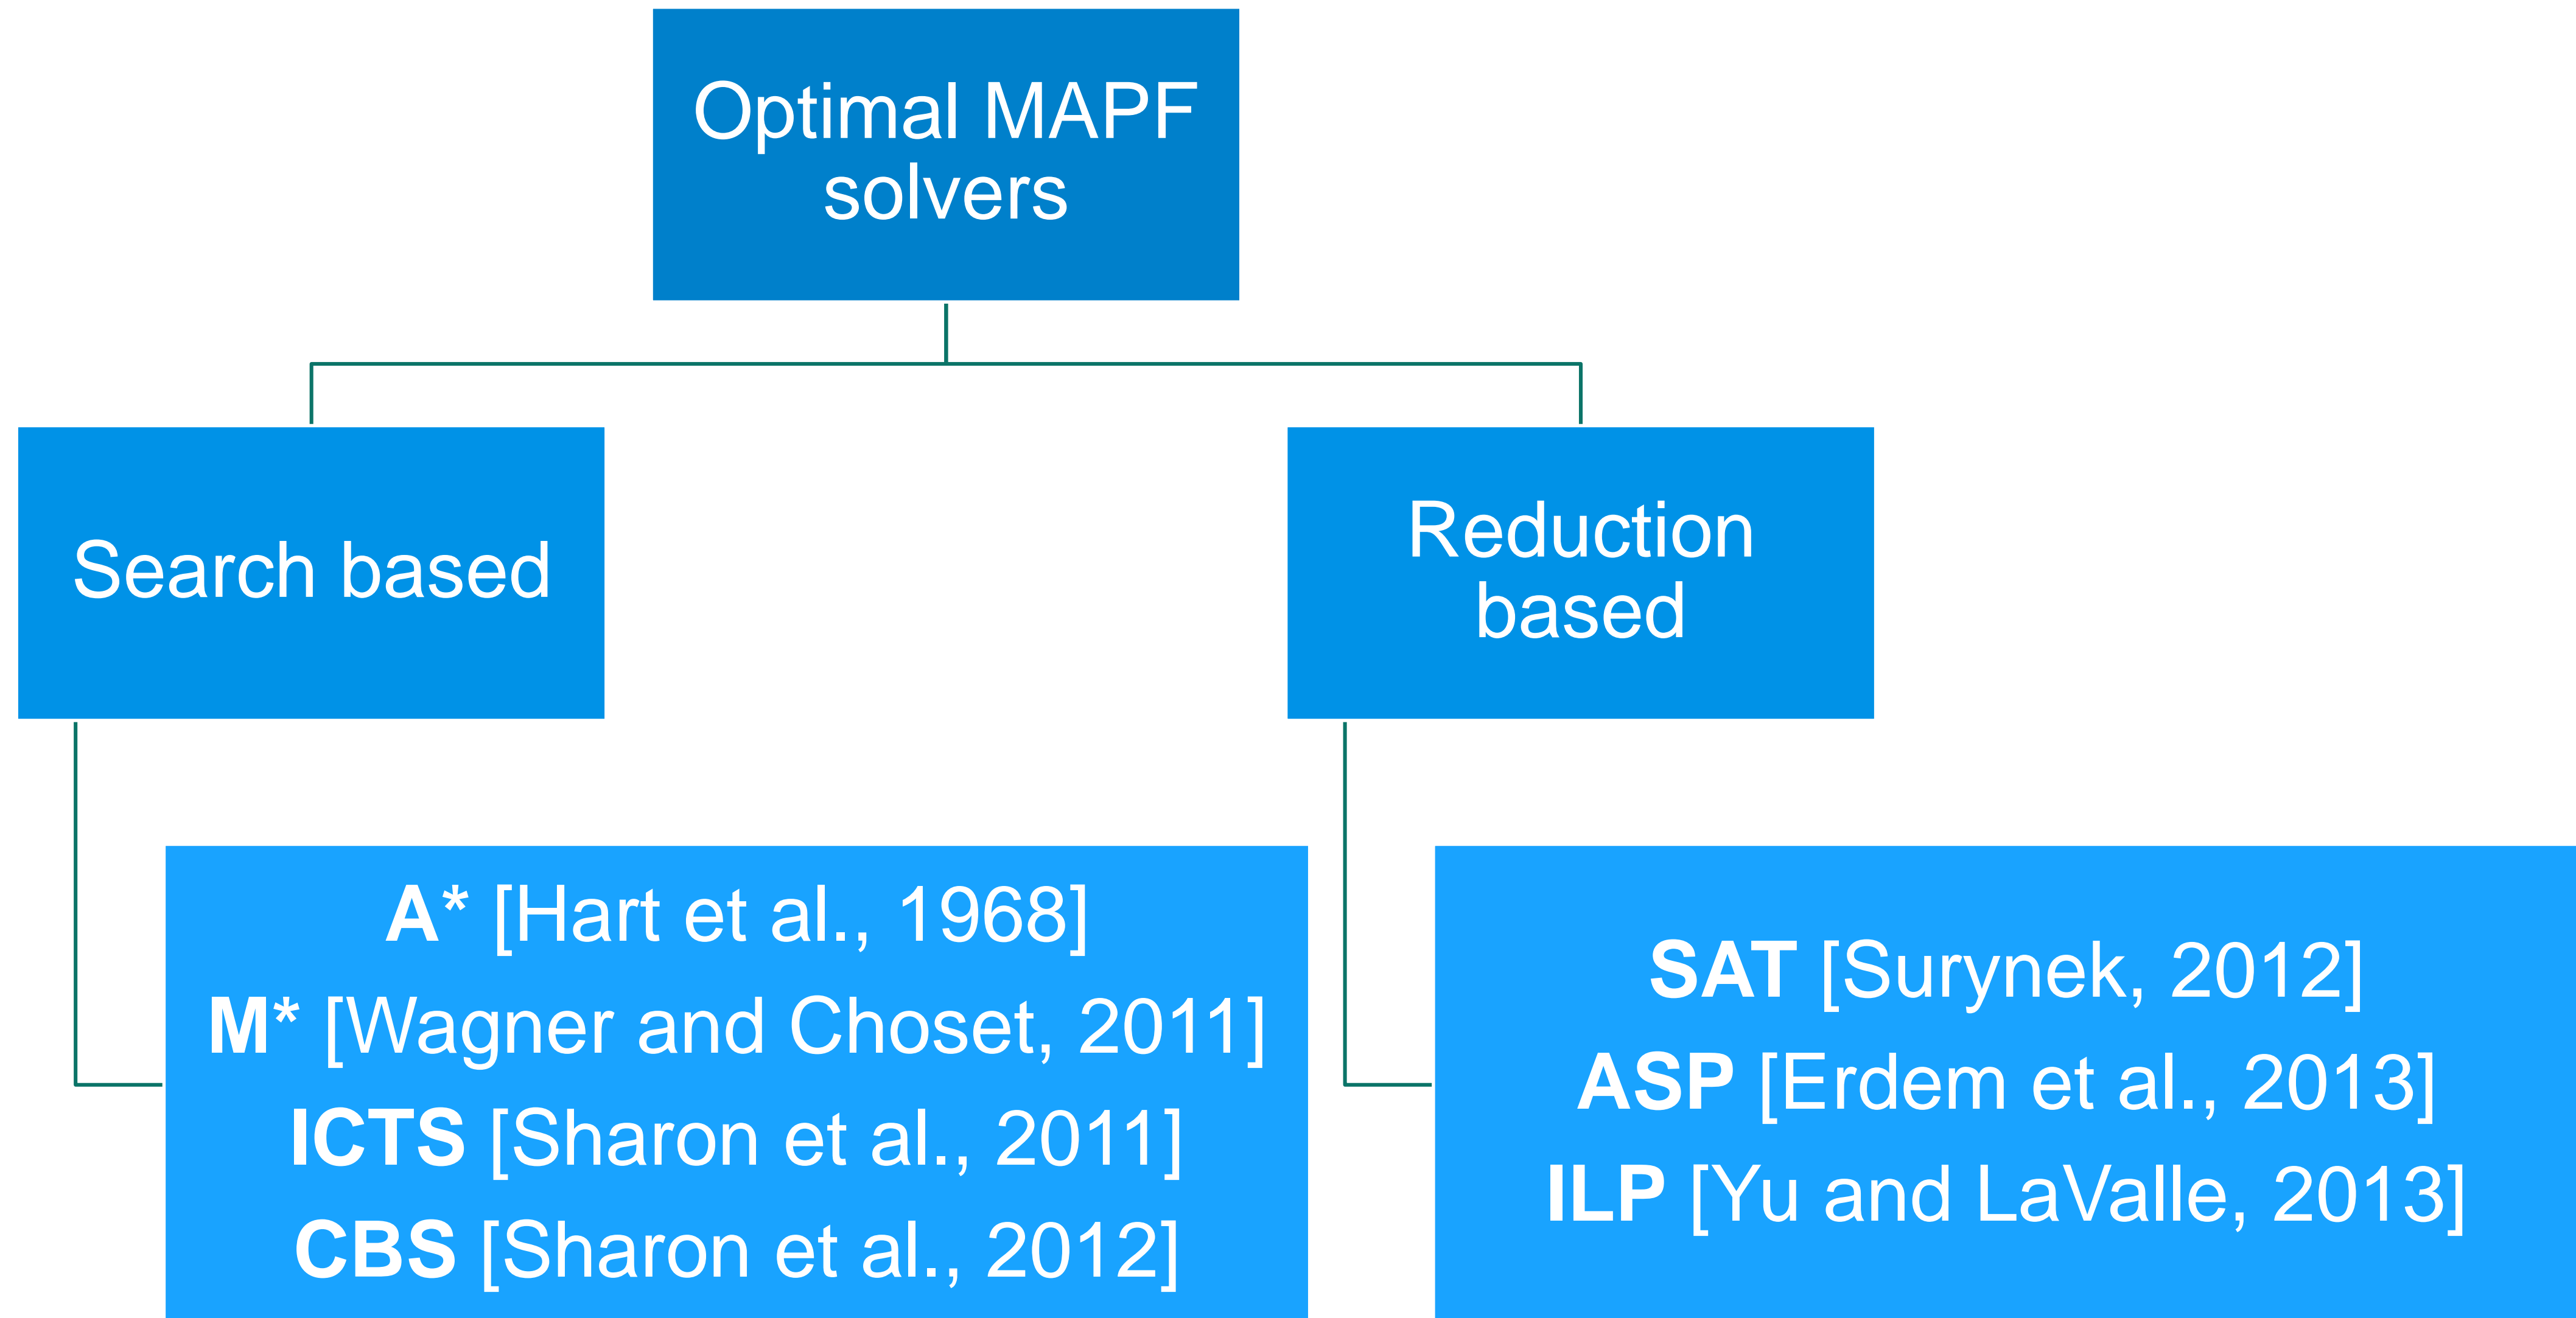 Optimal MAPF
solvers
Search based
Reduction
based
A* [Hart et al., 1968]
M* [Wagner and Choset, 2011]
ICTS [Sharon et al., 2011]
CBS [Sharon et al., 2012]
SAT [Surynek, 2012]
ASP [Erdem et al., 2013]
ILP [Yu and LaValle, 2013]